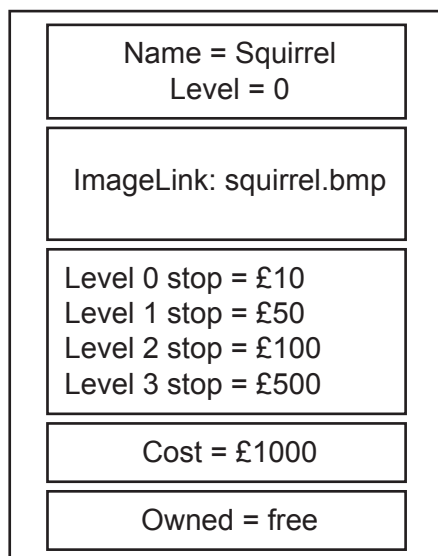 Name = Squirrel
Level = 0
ImageLink: squirrel.bmp
Level 0 stop = £10
Level 1 stop = £50
Level 2 stop = £100
Level 3 stop = £500
Cost = £1000
Owned = free